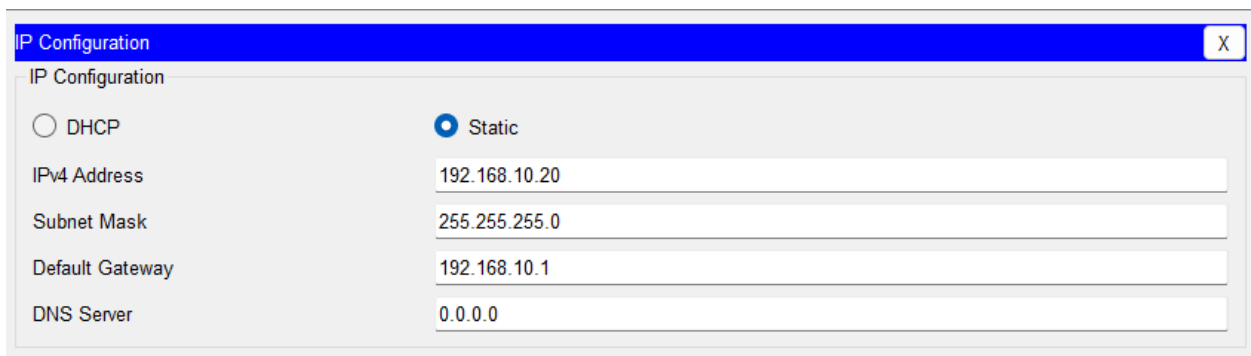 IP Configuration X
IP Configuration
DHCP Static
IPv4 Address 192.168.10.20
Subnet Mask 255.255.255.0
Default Gateway 192.168.10.1
DNS Server 0.0.0.0